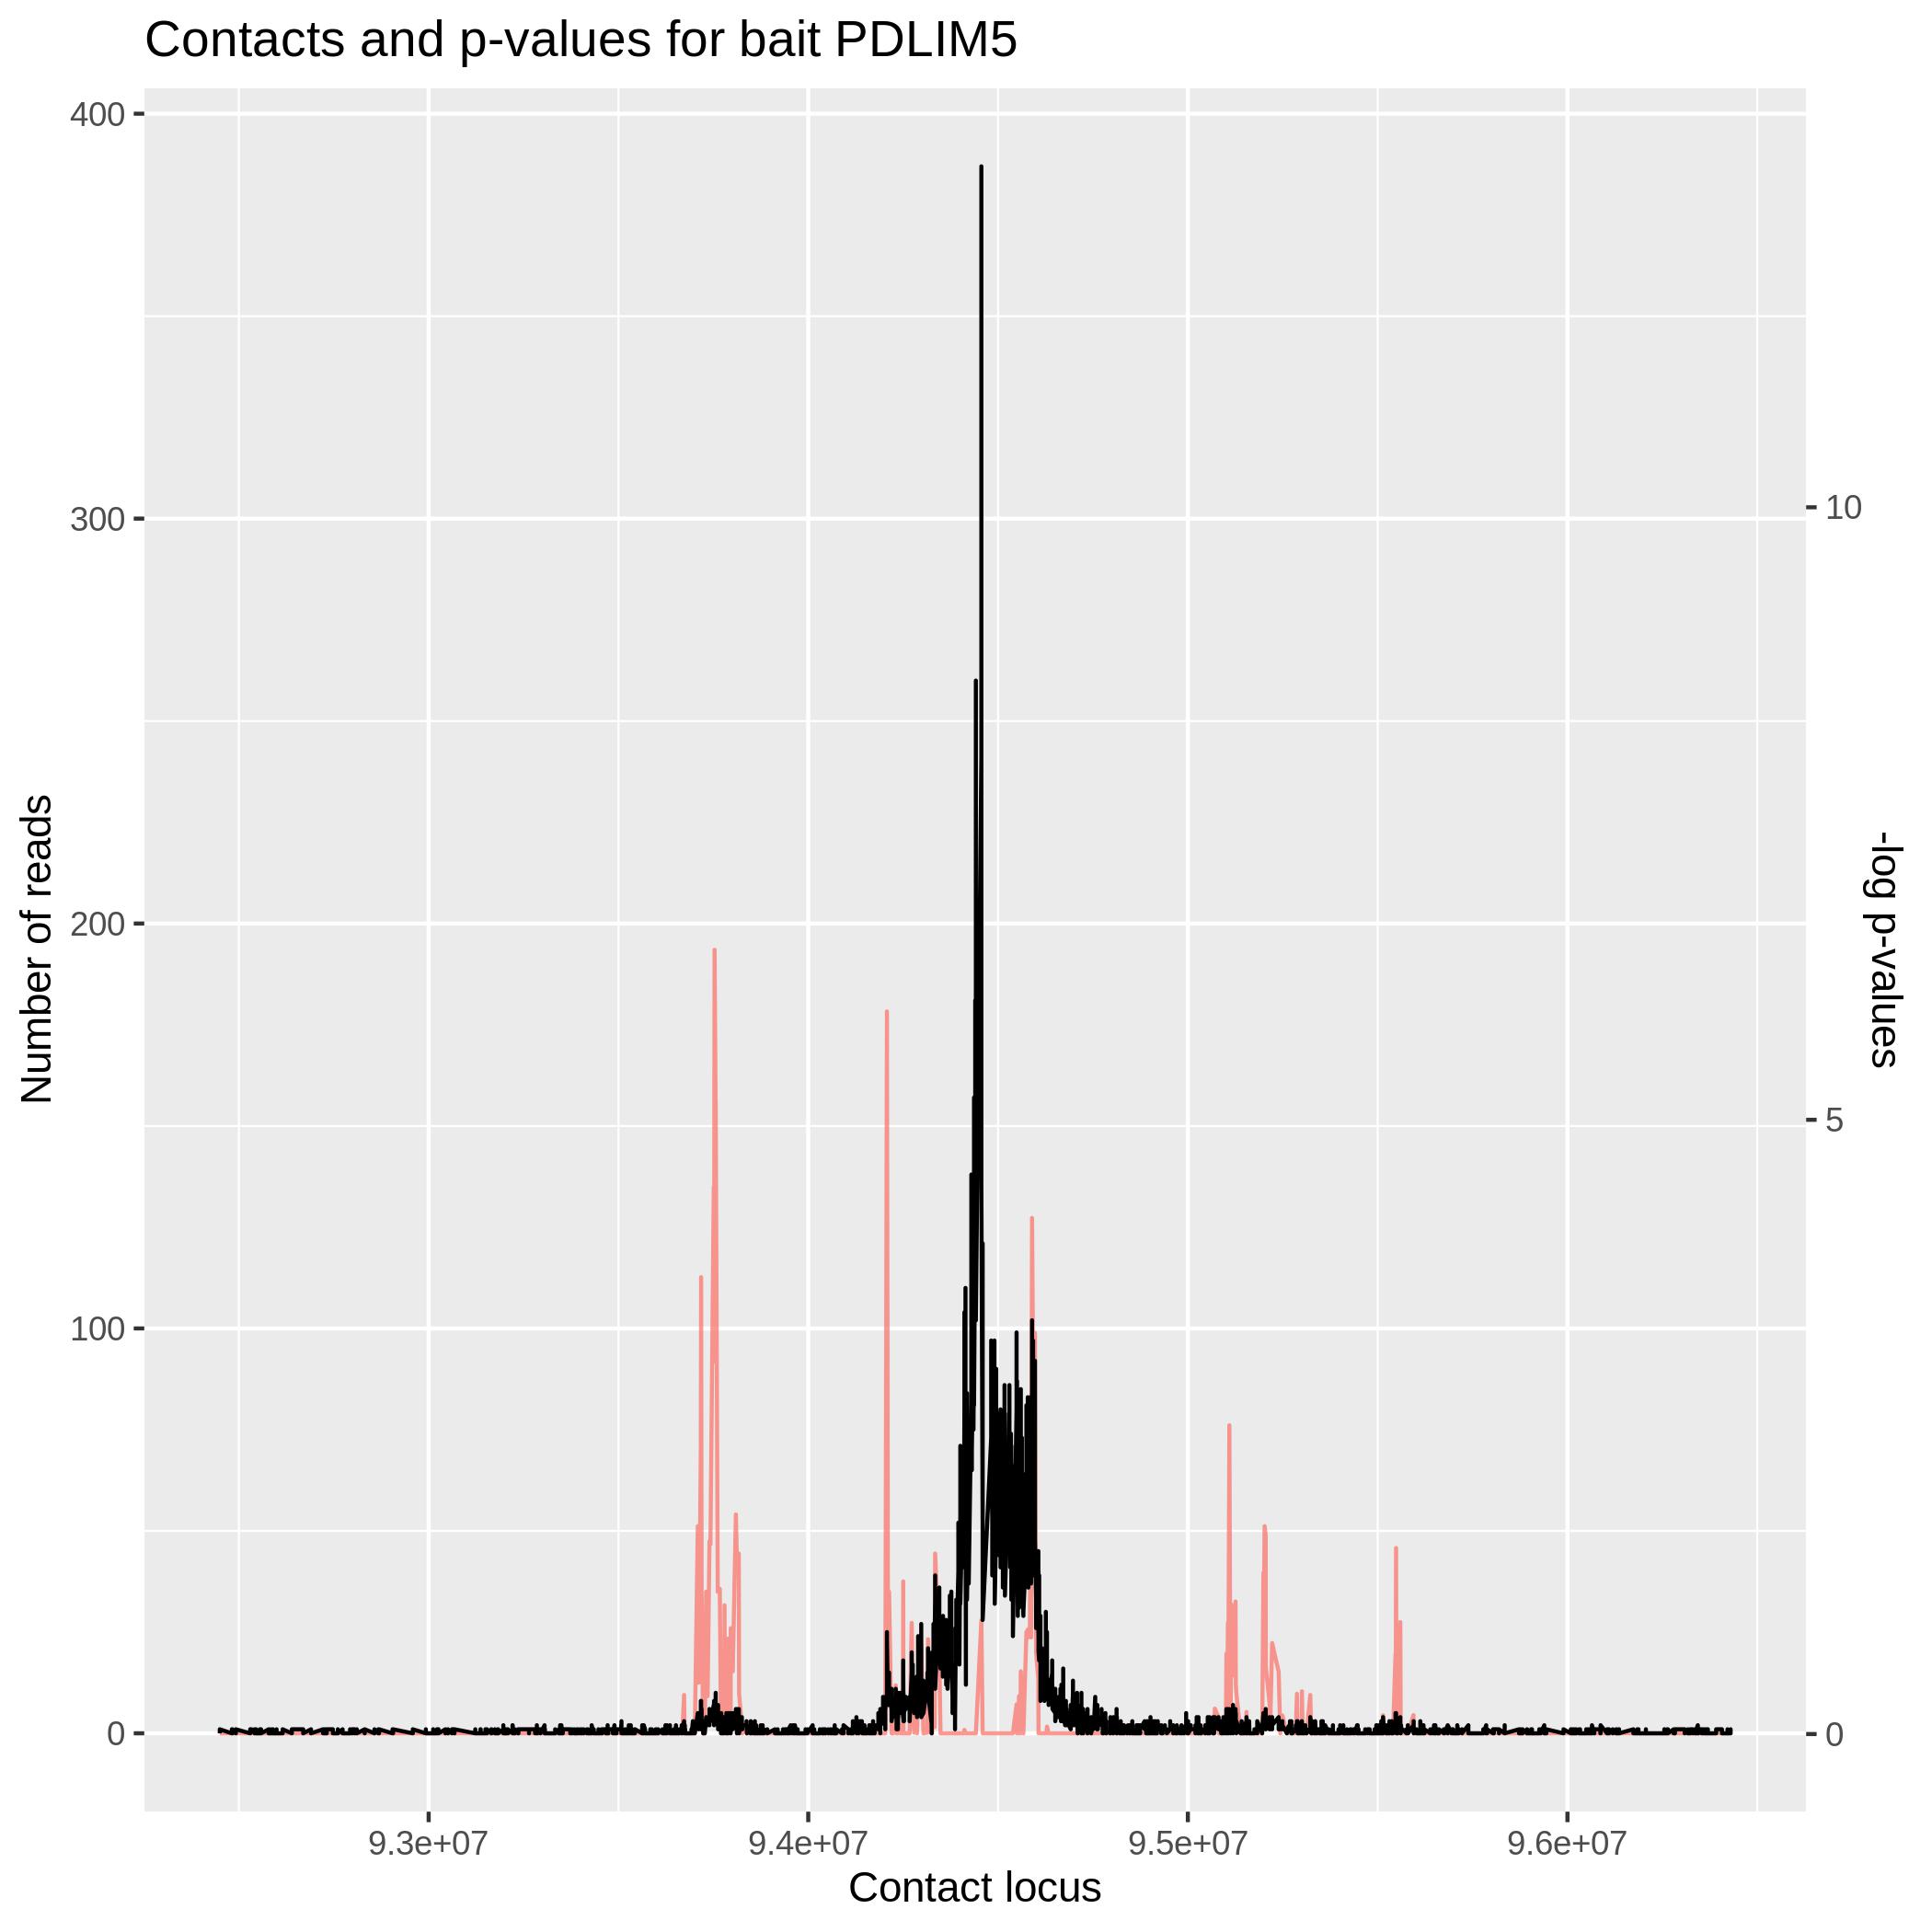 Contacts and p-values for bait PDLIM5
400
300
200
100
0
Number of reads
10
5
0
-log p-values
9.3e+07
9.4e+07
9.5e+07
9.6e+07
Contact locus